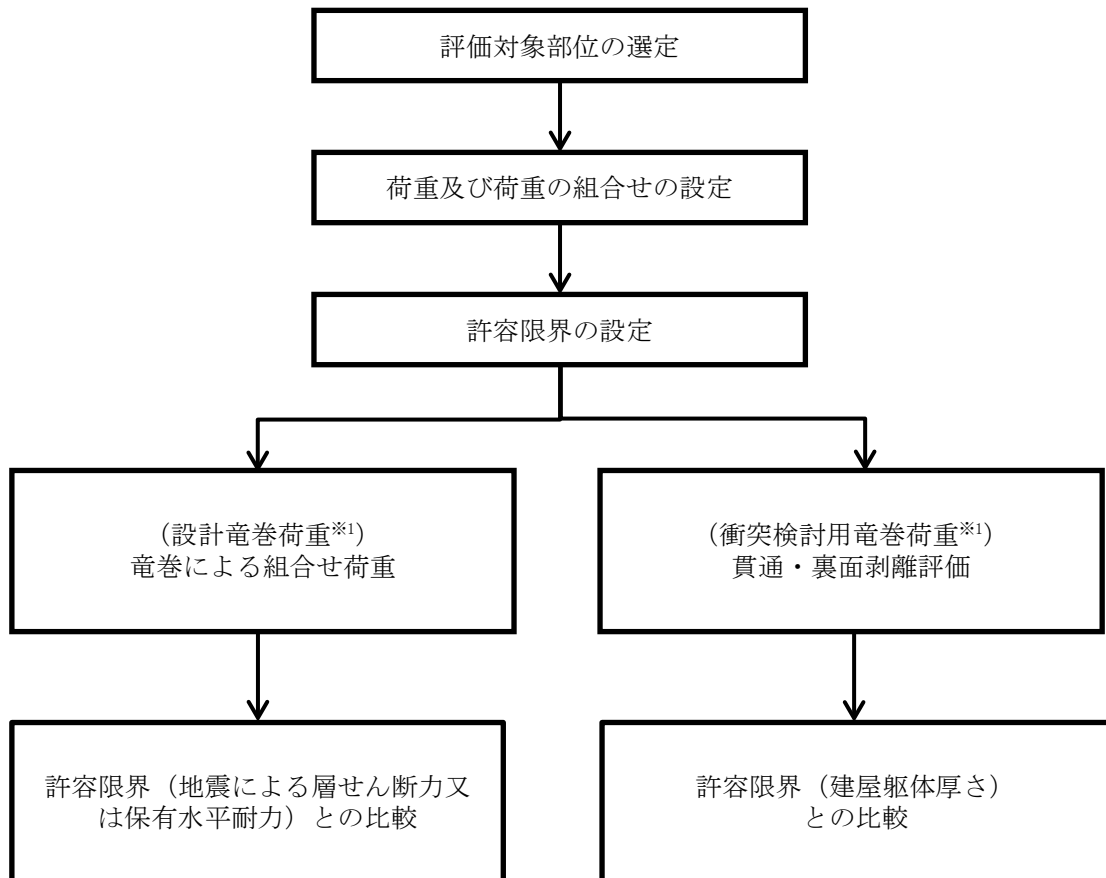 評価対象部位の選定
荷重及び荷重の組合せの設定
許容限界の設定
（設計竜巻荷重※1）
竜巻による組合せ荷重
（衝突検討用竜巻荷重※1）
貫通・裏面剥離評価
許容限界（地震による層せん断力又
は保有水平耐力）との比較
許容限界（建屋躯体厚さ）
との比較